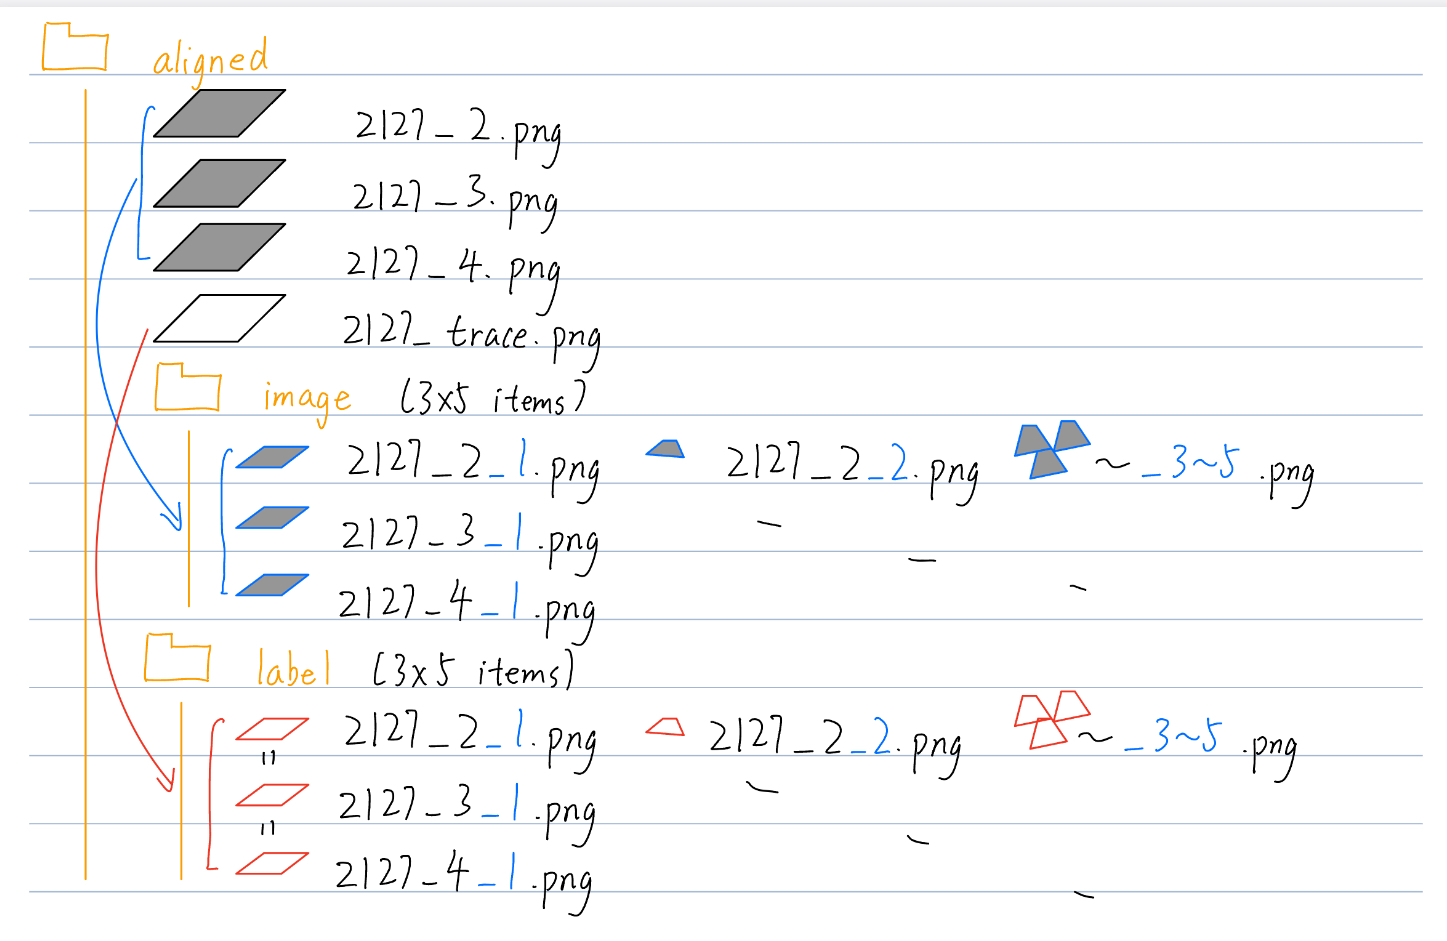 aligned
2127_2.png
2127_3.png
2127_4.png
2127_trace.png
image (3x5 items)
2127_2_1.png 2127_2_2.png ~ _3~5.png
2127_3_1.png
2127_4_1.png
label (3x5 items)
2127_2_1.png 2127_2_2.png ~ _3~5.png
2127_3_1.png
2127_4_1.png